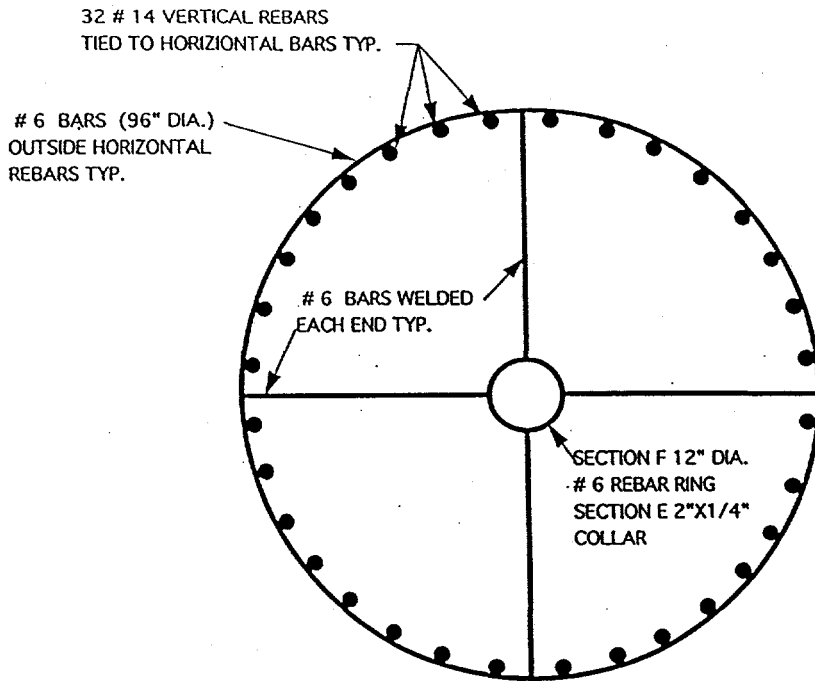 32 # 14 VERTICAL REBARS
TIED TO HORIZIONTAL BARS TYP.
# 6 BARS (96" DIA.)
OUTSIDE HORIZONTAL
REBARS TYP.
# 6 BARS WELDED
EACH END TYP.
SECTION F 12" DIA.
# 6 REBAR RING
SECTION E 2"X1/4"
COLLAR